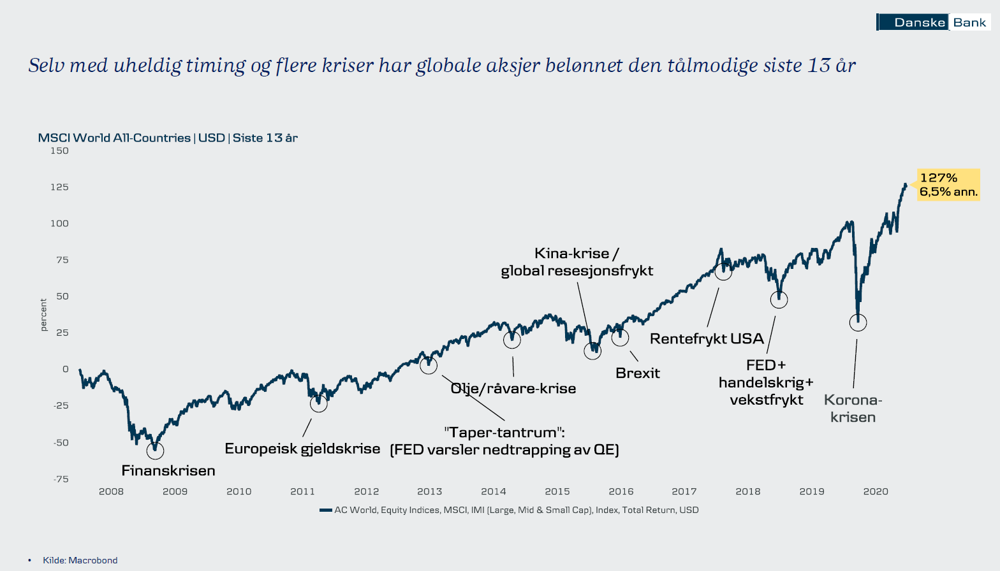 Danske Bank
Selv med uheldig timing og flere kriser har globale aksjer belønnet den tålmodige siste 13 år
MSCI World All-Countries | USD | Siste 13 år
150
125
100
75
50
25
0
-25
-50
-75
percent
127%
6,5% ann.
Kina-krise /
global resesjonsfrykt
Rentefrykt USA
Brexit
FED+
handelskrig+
vekstfrykt
Korona-
krisen
Olje/råvare-krise
"Taper-tantrum":
(FED varsler nedtrapping av QE)
Europeisk gjeldskrise
Finanskrisen
2008 2009 2010 2011 2012 2013 2014 2015 2016 2017 2018 2019 2020
AC World, Equity Indices, MSCI, IMI (Large, Mid & Small Cap), Index, Total Return, USD
• Kilde: Macrobond